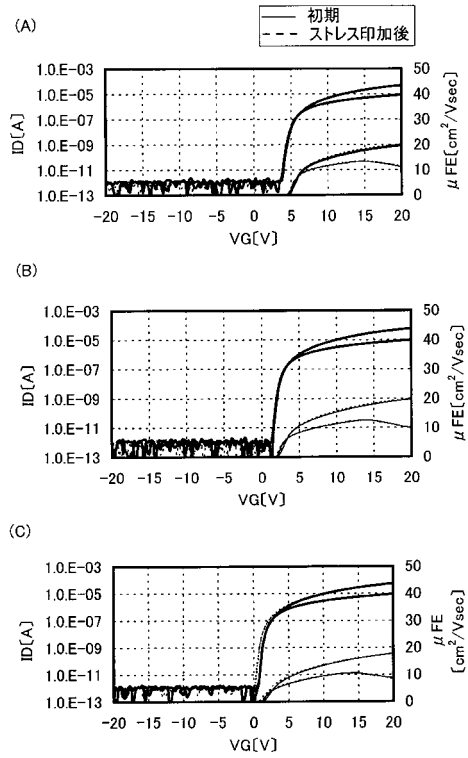 初期
ストレス印加後
(A)
1.0.E−03
1.0.E−05
1.0.E−07
1.0.E−09
1.0.E−11
1.0.E−13
ID[A]
50
40
30
20
10
0
μFE[cm²/Vsec]
−20 −15 −10 −5 0 5 10 15 20
VG[V]
(B)
1.0.E−03
1.0.E−05
1.0.E−07
1.0.E−09
1.0.E−11
1.0.E−13
ID[A]
50
40
30
20
10
0
μFE[cm²/Vsec]
−20 −15 −10 −5 0 5 10 15 20
VG[V]
(C)
1.0.E−03
1.0.E−05
1.0.E−07
1.0.E−09
1.0.E−11
1.0.E−13
ID[A]
50
40
30
20
10
0
μFE
[cm²/Vsec]
−20 −15 −10 −5 0 5 10 15 20
VG[V]